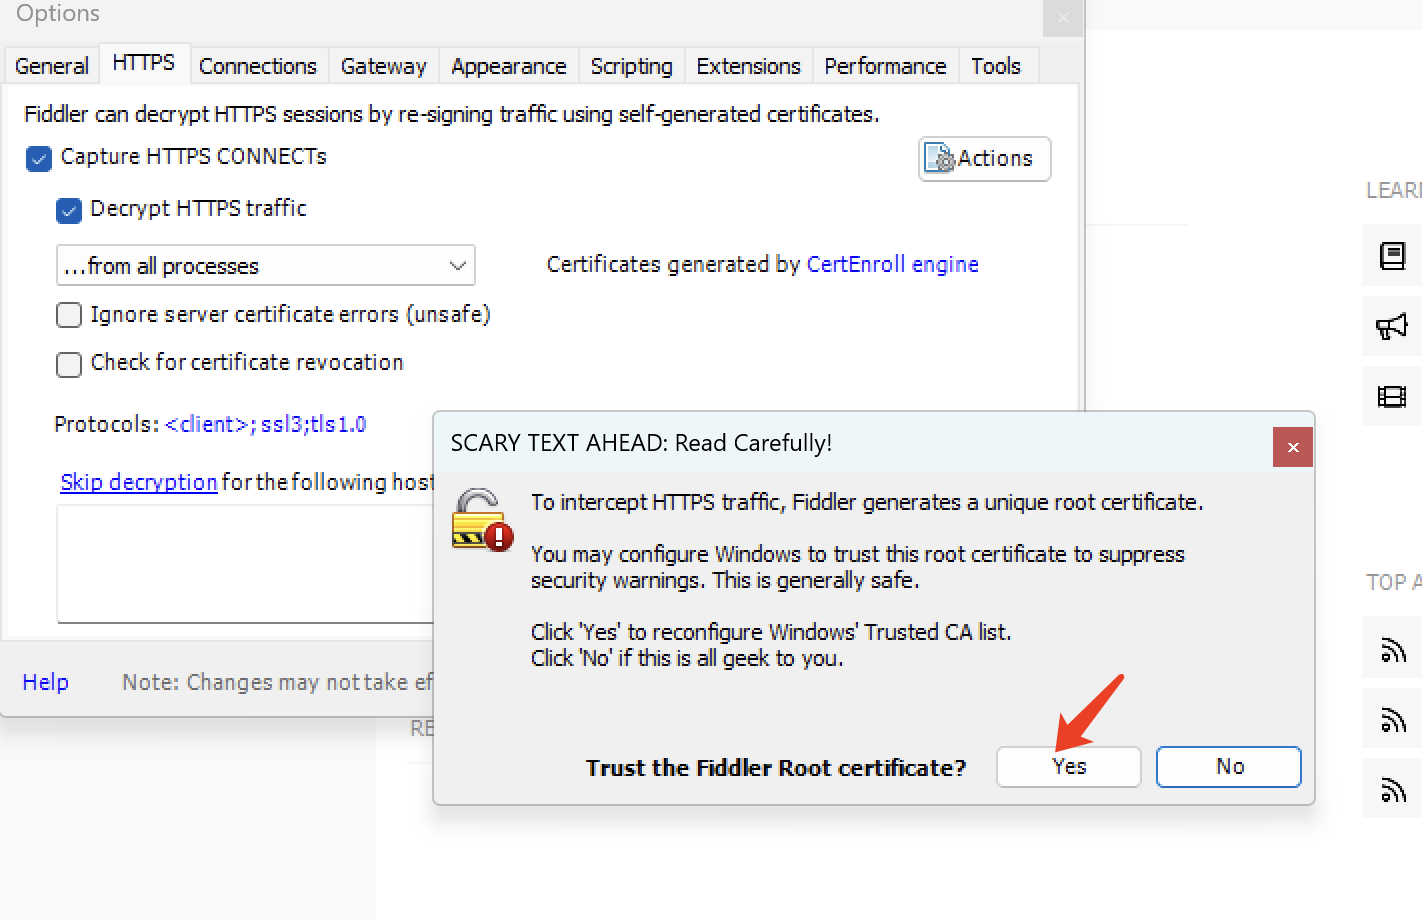 Options
General HTTPS Connections Gateway Appearance Scripting Extensions Performance Tools
Fiddler can decrypt HTTPS sessions by re-signing traffic using self-generated certificates.
Capture HTTPS CONNECTs
Actions
Decrypt HTTPS traffic
...from all processes
Certificates generated by CertEnroll engine
Ignore server certificate errors (unsafe)
Check for certificate revocation
Protocols: <client>; ssl3;tls1.0
Skip decryption for the following host
Help
Note: Changes may not take ef
SCARY TEXT AHEAD: Read Carefully!
To intercept HTTPS traffic, Fiddler generates a unique root certificate.
You may configure Windows to trust this root certificate to suppress
security warnings. This is generally safe.
Click 'Yes' to reconfigure Windows' Trusted CA list.
Click 'No' if this is all geek to you.
Trust the Fiddler Root certificate?
Yes
No
RE
LEAR
TOP A